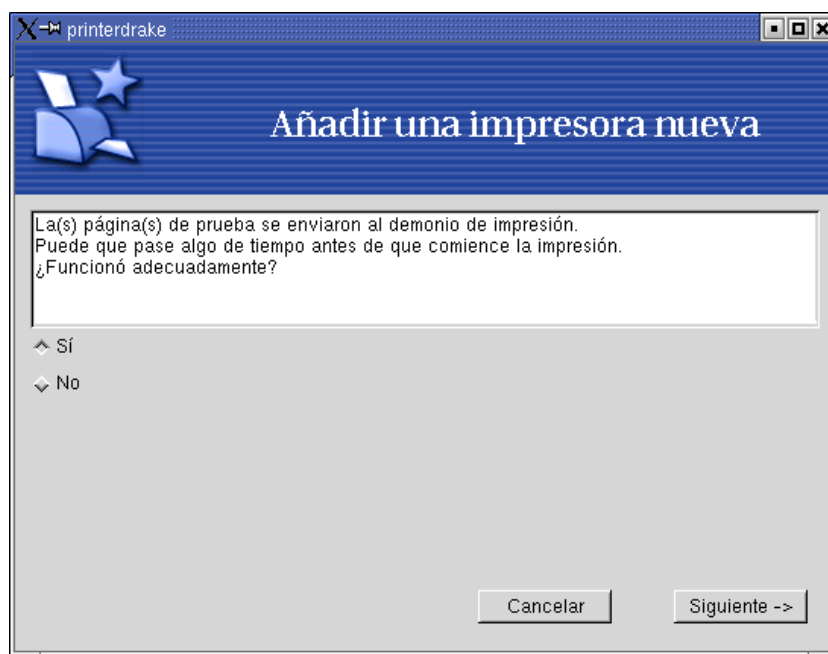 printerdrake
Añadir una impresora nueva
La(s) página(s) de prueba se enviaron al demonio de impresión.
Puede que pase algo de tiempo antes de que comience la impresión.
¿Funcionó adecuadamente?
Sí
No
Cancelar
Siguiente ->